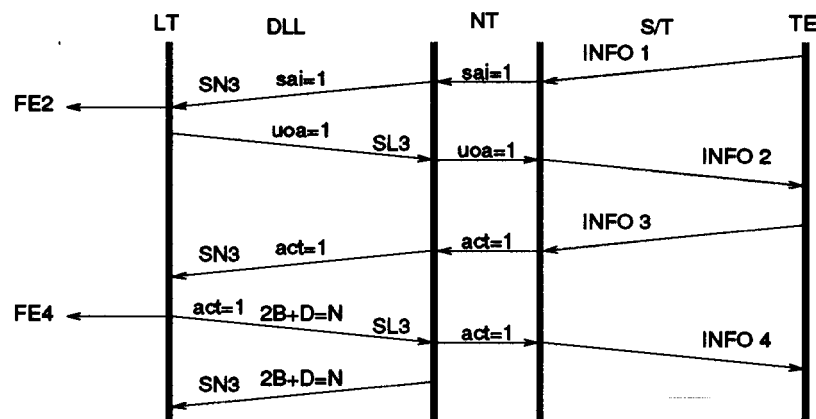 LT DLL NT S/T TE
INFO 1
SN3 sai=1 sai=1
FE2
uoa=1 SL3 uoa=1 INFO 2
INFO 3
SN3 act=1 act=1
FE4 act=1 2B+D=N
SL3 act=1 INFO 4
SN3 2B+D=N